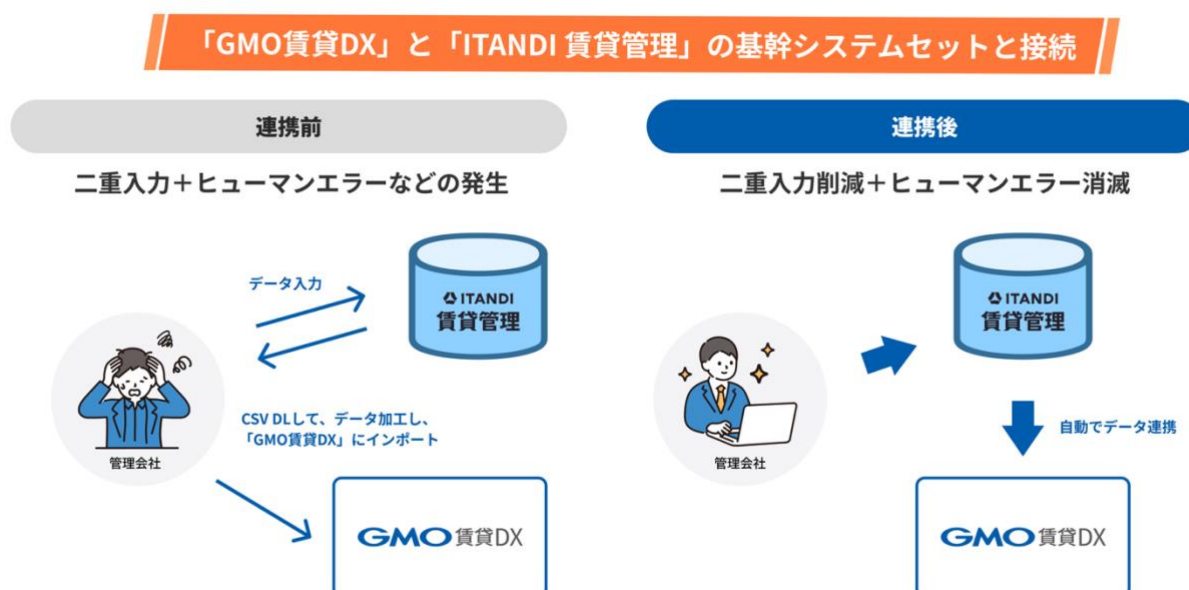 「GMO賃貸DX」と「ITANDI 賃貸管理」の基幹システムセットと接続
連携前
二重入力＋ヒューマンエラーなどの発生
データ入力
ITANDI
賃貸管理
管理会社
CSV DLして、データ加工し、
「GMO賃貸DX」にインポート
GMO賃貸DX
連携後
二重入力削減＋ヒューマンエラー消滅
ITANDI
賃貸管理
管理会社
自動でデータ連携
GMO賃貸DX